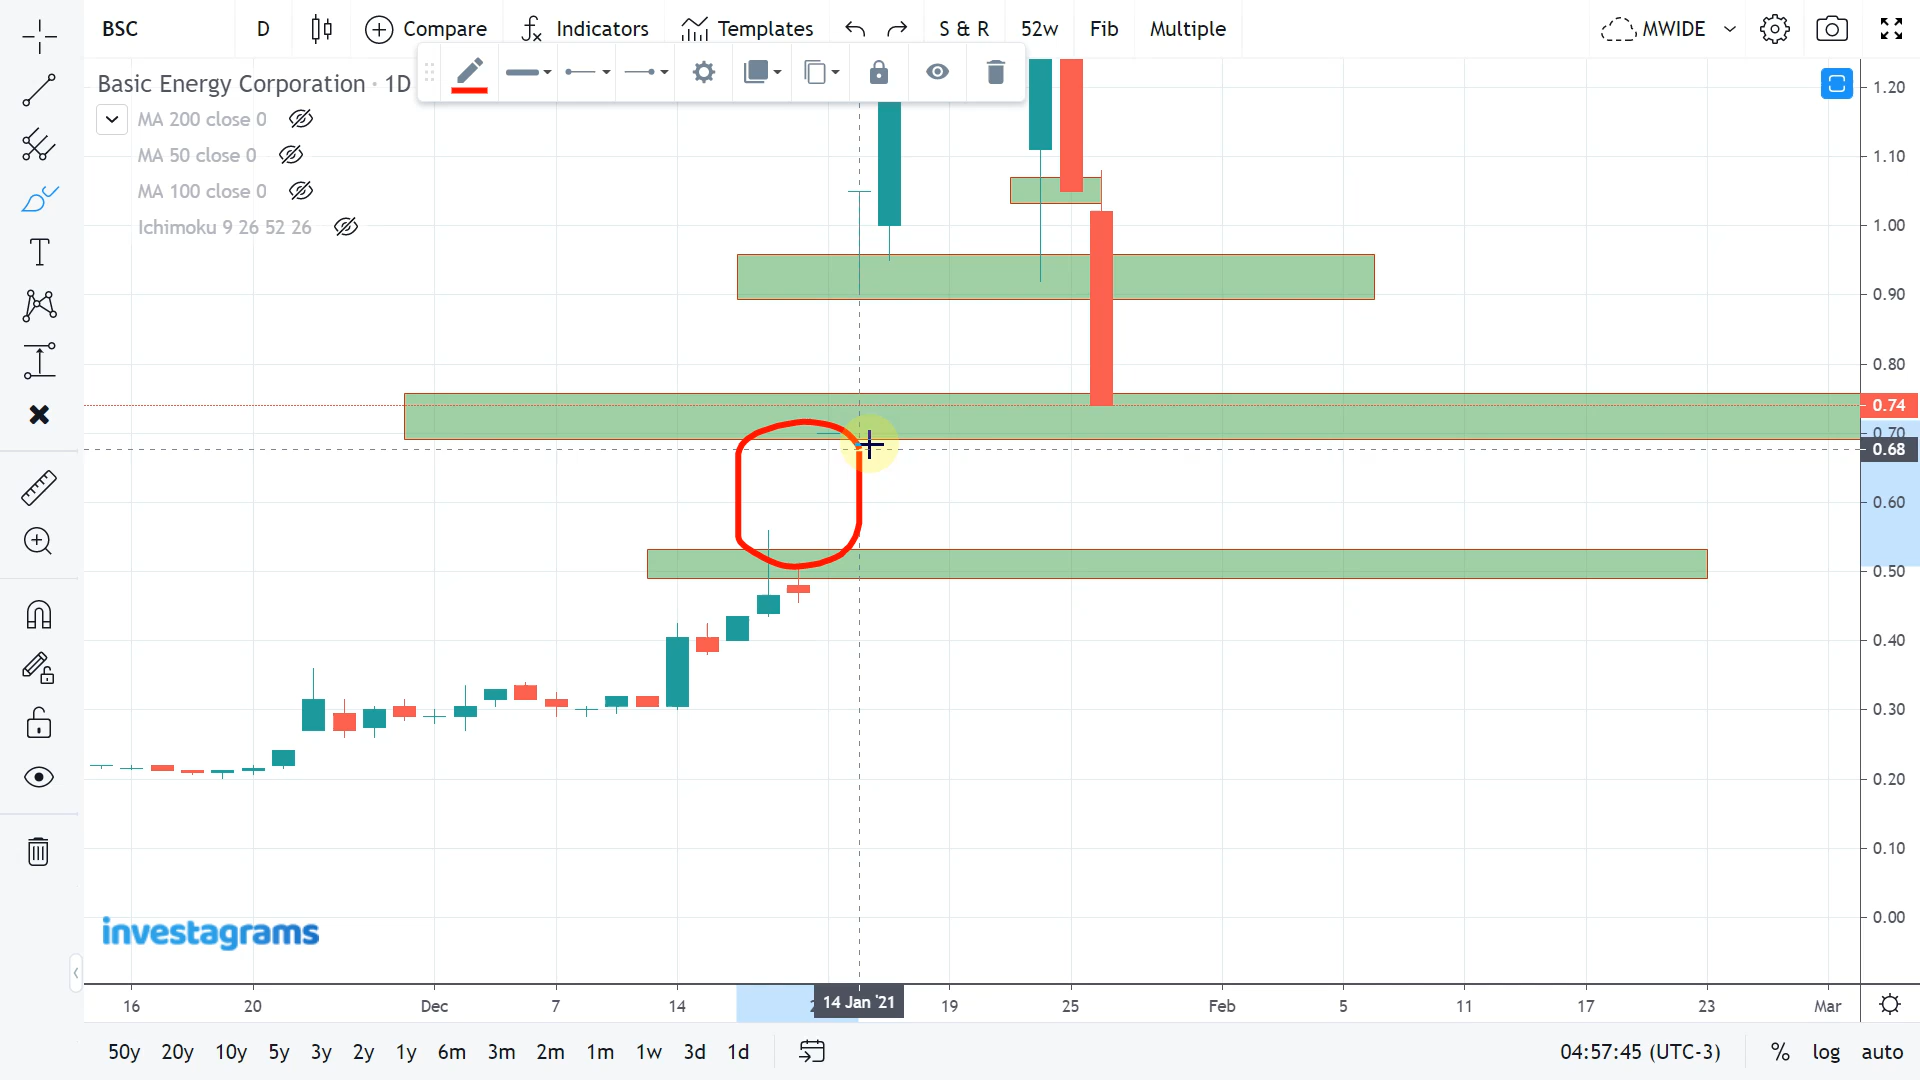 BSC D Compare Indicators Templates S & R 52w Fib Multiple MWIDE
Basic Energy Corporation · 1D
MA 200 close 0
MA 50 close 0
MA 100 close 0
Ichimoku 9 26 52 26
1.20
1.10
1.00
0.90
0.80
0.74
0.70
0.68
0.60
0.50
0.40
0.30
0.20
0.10
0.00
investagrams
16 20 Dec 7 14 14 Jan '21 19 25 Feb 5 11 17 23 Mar
50y 20y 10y 5y 3y 2y 1y 6m 3m 2m 1m 1w 3d 1d 04:57:45 (UTC-3) % log auto